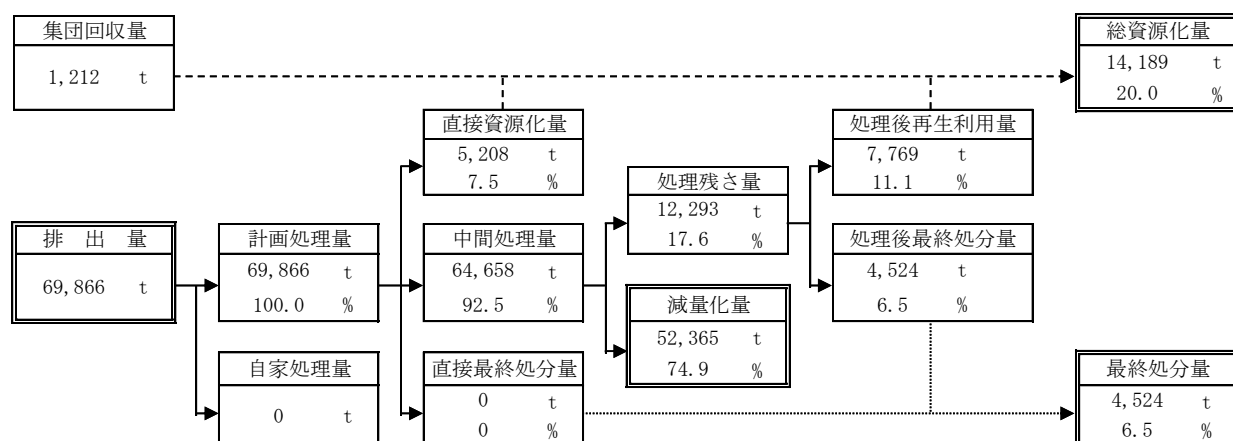 集団回収量
1,212 t
総資源化量
14,189 t
20.0 %
直接資源化量
5,208 t
7.5 %
処理後再生利用量
7,769 t
11.1 %
処理残さ量
12,293 t
17.6 %
排 出 量
69,866 t
計画処理量
69,866 t
100.0 %
中間処理量
64,658 t
92.5 %
処理後最終処分量
4,524 t
6.5 %
減量化量
52,365 t
74.9 %
自家処理量
0 t
直接最終処分量
0 t
0 %
最終処分量
4,524 t
6.5 %